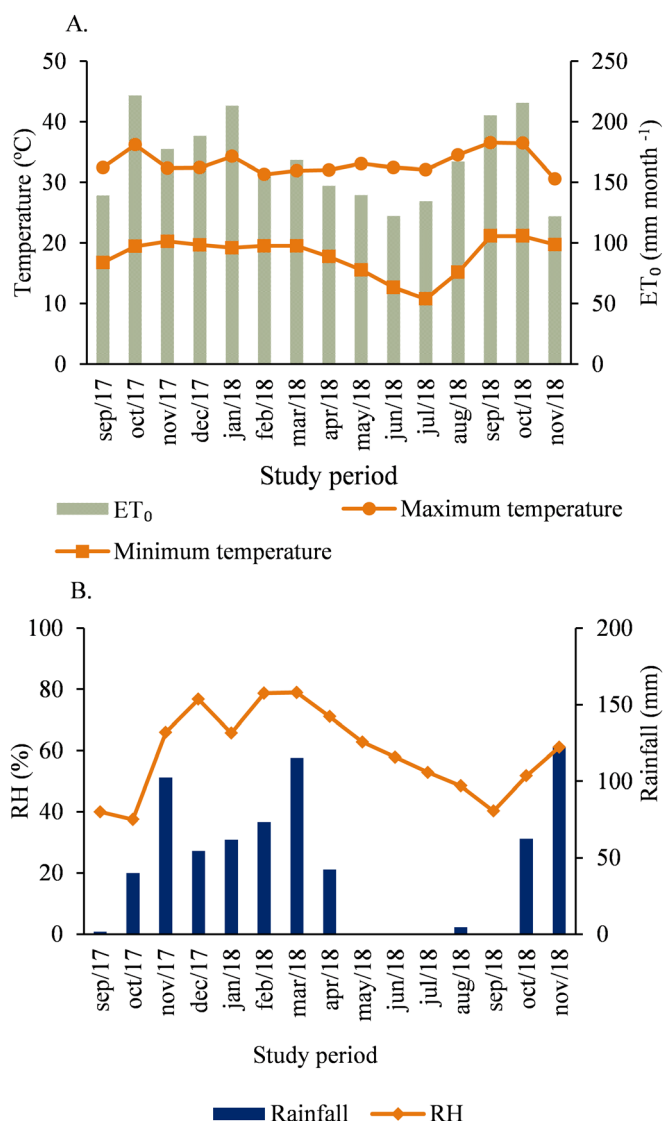 A.
50
40
30
20
10
0
Temperature (ºC)
250
200
150
100
50
0
ET₀ (mm month ⁻¹)
sep/17
oct/17
nov/17
dec/17
jan/18
feb/18
mar/18
apr/18
may/18
jun/18
jul/18
aug/18
sep/18
oct/18
nov/18
Study period
ET₀
Maximum temperature
Minimum temperature
B.
100
80
60
40
20
0
RH (%)
200
150
100
50
0
Rainfall (mm)
sep/17
oct/17
nov/17
dec/17
jan/18
feb/18
mar/18
apr/18
may/18
jun/18
jul/18
aug/18
sep/18
oct/18
nov/18
Study period
Rainfall
RH